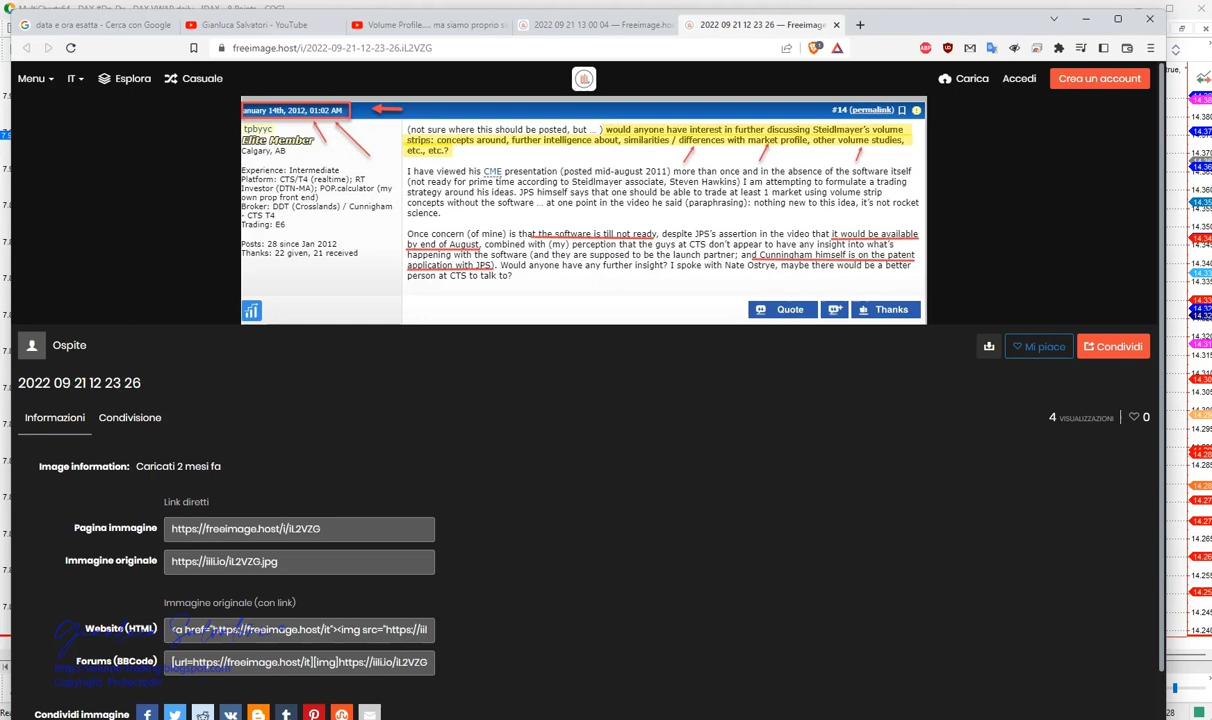 data e ora esatta - Cerca con Google
Gianluca Salvatori - YouTube
Volume Profile.... ma siamo proprio si
2022 09 21 13 00 04 — Freeimage.hos
2022 09 21 12 23 26 — Freeimage.
freeimage.host/i/2022-09-21-12-23-26.iL2VZG
Menu
IT
Esplora
Casuale
Carica
Accedi
Crea un account
anuary 14th, 2012, 01:02 AM
#14 (permalink)
tpbyyc
Elite Member
Calgary, AB
Experience: Intermediate
Platform: CTS/T4 (realtime); RT
Investor (DTN-MA); POP.calculator (my
own prop front end)
Broker: DDT (Crosslands) / Cunnigham
- CTS T4
Trading: E6
Posts: 28 since Jan 2012
Thanks: 22 given, 21 received
(not sure where this should be posted, but ... ) would anyone have interest in further discussing Steidlmayer's volume
strips: concepts around, further intelligence about, similarities / differences with market profile, other volume studies,
etc., etc.?
I have viewed his CME presentation (posted mid-august 2011) more than once and in the absence of the software itself
(not ready for prime time according to Steidlmayer associate, Steven Hawkins) I am attempting to formulate a trading
strategy around his ideas. JPS himself says that one should be able to trade at least 1 market using volume strip
concepts without the software ... at one point in the video he said (paraphrasing): nothing new to this idea, it's not rocket
science.
Once concern (of mine) is that the software is till not ready, despite JPS's assertion in the video that it would be available
by end of August, combined with (my) perception that the guys at CTS don't appear to have any insight into what's
happening with the software (and they are supposed to be the launch partner; and Cunningham himself is on the patent
application with JPS). Would anyone have any further insight? I spoke with Nate Ostrye, maybe there would be a better
person at CTS to talk to?
Quote
Thanks
Ospite
Mi piace
Condividi
2022 09 21 12 23 26
Informazioni
Condivisione
4 VISUALIZZAZIONI
0
Image information: Caricati 2 mesi fa
Link diretti
Pagina immagine
https://freeimage.host/i/iL2VZG
Immagine originale
https://iili.io/iL2VZG.jpg
Immagine originale (con link)
Website (HTML)
<a href="https://freeimage.host/it"><img src="https://iil
Forums (BBCode)
[url=https://freeimage.host/it][img]https://iili.io/iL2VZG
Condividi immagine